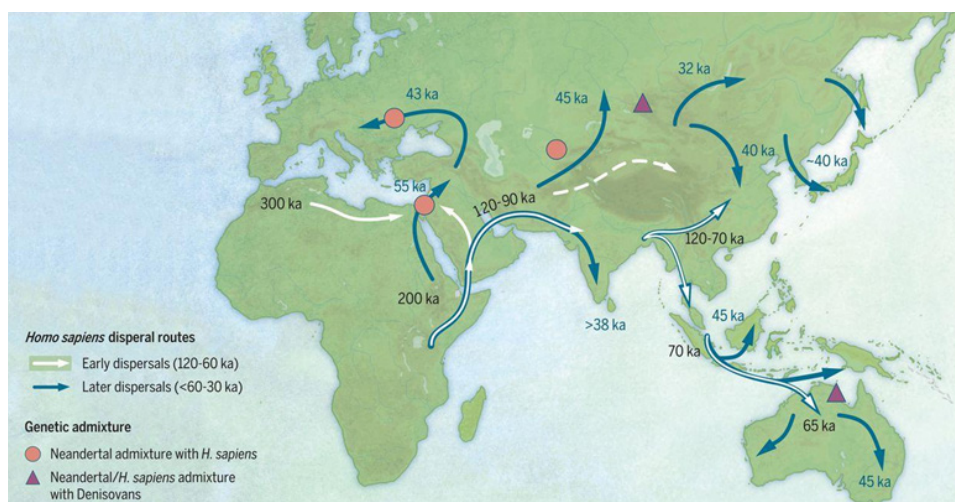 32 ka
43 ka
45 ka
40 ka
~40 ka
55 ka
300 ka
120-90 ka
120-70 ka
200 ka
>38 ka
45 ka
70 ka
65 ka
45 ka
Homo sapiens disperal routes
Early dispersals (120-60 ka)
Later dispersals (<60-30 ka)
Genetic admixture
Neandertal admixture with H. sapiens
Neandertal/H. sapiens admixture
with Denisovans